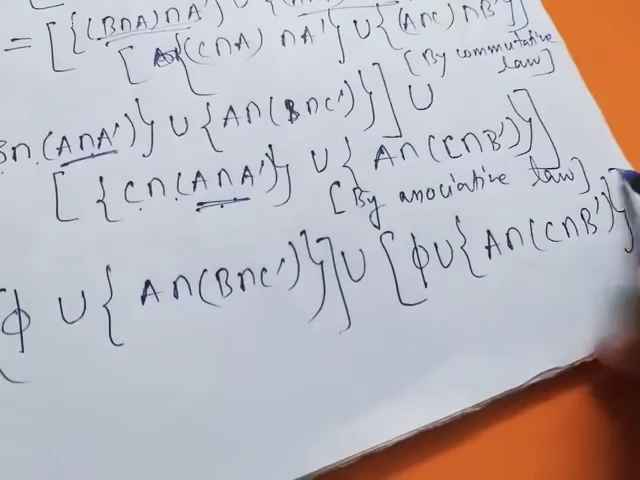 = [{(B∩A)∩A'} ∪ {(A∩C)∩B'}]
[{(C∩A) ∩A'} ∪ {(A∩C)∩B'}]
[By commutative law]
B∩(A∩A')} ∪ {A∩(B∩C')}] ∪
[{C∩(A∩A')} ∪ {A∩(C∩B')}]
[By associative law]
[ϕ ∪ {A∩(B∩C')}] ∪ [ϕ∪{A∩(C∩B')}